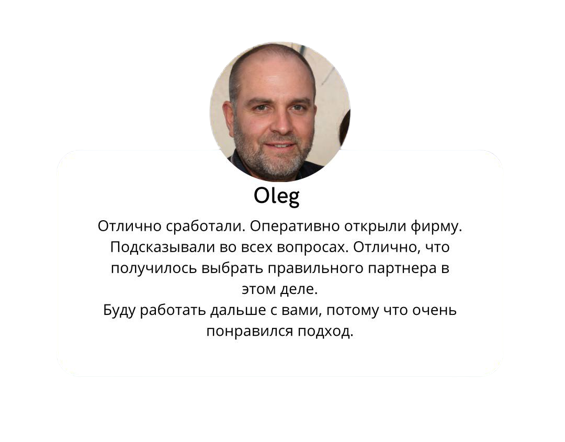 Oleg
Отлично сработали. Оперативно открыли фирму.
Подсказывали во всех вопросах. Отлично, что
получилось выбрать правильного партнера в
этом деле.
Буду работать дальше с вами, потому что очень
понравился подход.